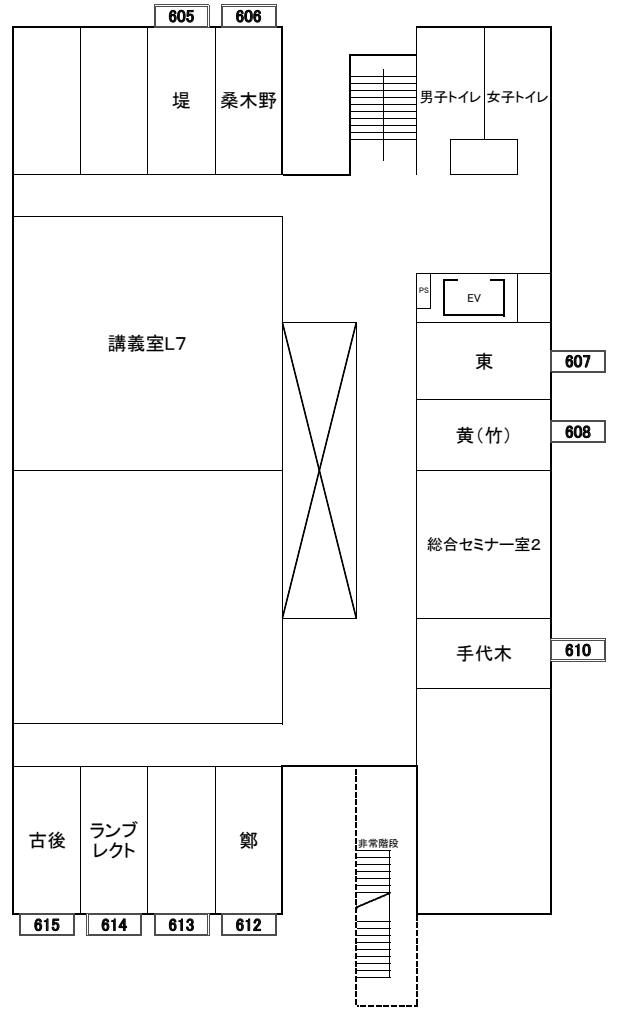 605 606
堤 桑木野 男子トイレ 女子トイレ
PS EV
講義室L7
東 607
黄(竹) 608
総合セミナー室2
手代木 610
古後 ランブ
レクト 鄭 非常階段
615 614 613 612